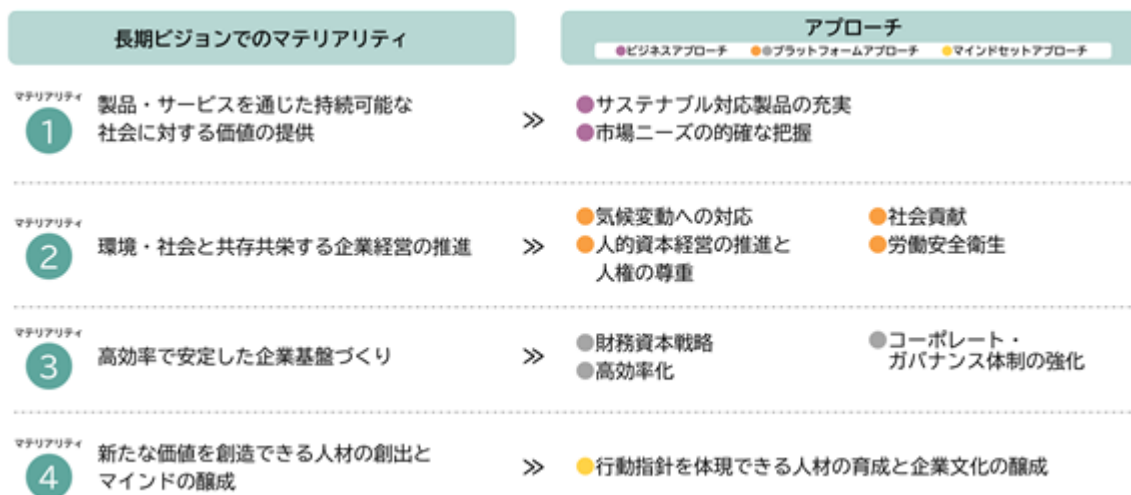 長期ビジョンでのマテリアリティ
アプローチ
●ビジネスアプローチ ●●プラットフォームアプローチ ●マインドセットアプローチ
マテリアリティ
1
製品・サービスを通じた持続可能な
社会に対する価値の提供
≫
●サステナブル対応製品の充実
●市場ニーズの的確な把握
マテリアリティ
2
環境・社会と共存共栄する企業経営の推進
≫
●気候変動への対応
●人的資本経営の推進と
人権の尊重
●社会貢献
●労働安全衛生
マテリアリティ
3
高効率で安定した企業基盤づくり
≫
●財務資本戦略
●高効率化
●コーポレート・
ガバナンス体制の強化
マテリアリティ
4
新たな価値を創造できる人材の創出と
マインドの醸成
≫
●行動指針を体現できる人材の育成と企業文化の醸成